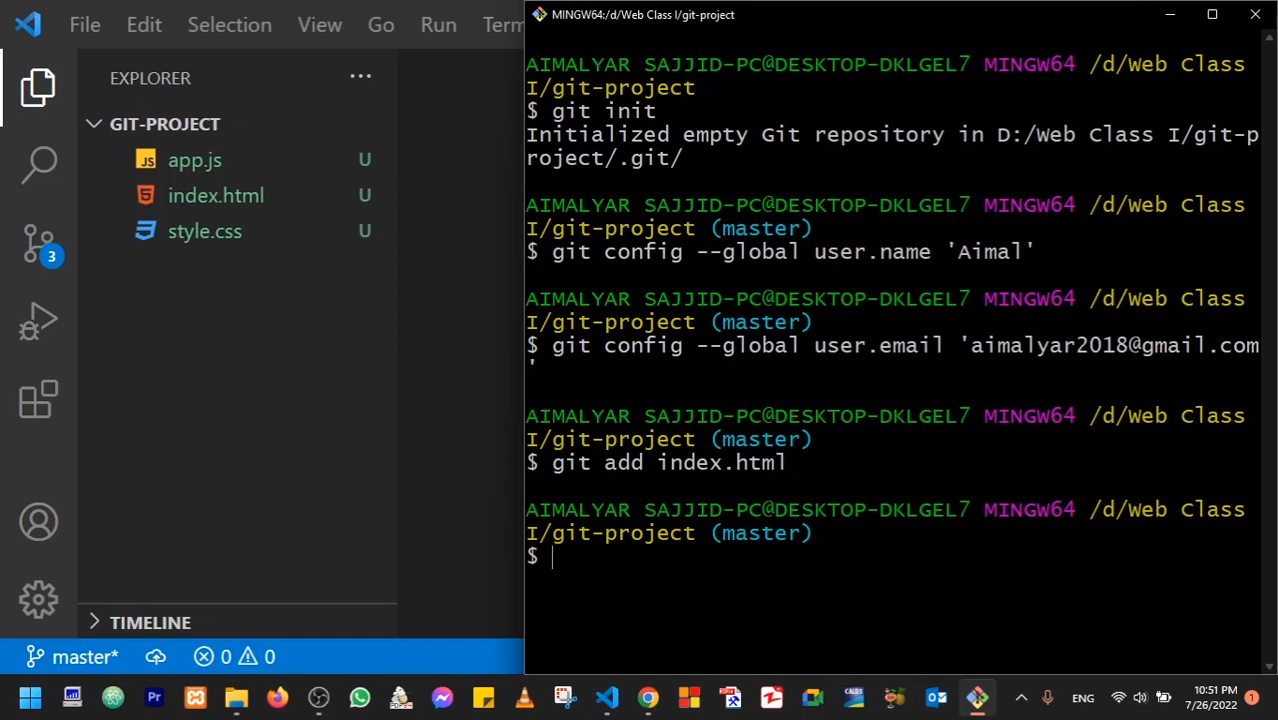 File Edit Selection View Go Run Term
EXPLORER
GIT-PROJECT
JS app.js U
5 index.html U
style.css U
3
TIMELINE
master* 0 0
MINGW64:/d/Web Class I/git-project
AIMALYAR SAJJID-PC@DESKTOP-DKLGEL7 MINGW64 /d/Web Class
I/git-project
$ git init
Initialized empty Git repository in D:/Web Class I/git-p
roject/.git/
AIMALYAR SAJJID-PC@DESKTOP-DKLGEL7 MINGW64 /d/Web Class
I/git-project (master)
$ git config --global user.name 'Aimal'
AIMALYAR SAJJID-PC@DESKTOP-DKLGEL7 MINGW64 /d/Web Class
I/git-project (master)
$ git config --global user.email 'aimalyar2018@gmail.com
'
AIMALYAR SAJJID-PC@DESKTOP-DKLGEL7 MINGW64 /d/Web Class
I/git-project (master)
$ git add index.html
AIMALYAR SAJJID-PC@DESKTOP-DKLGEL7 MINGW64 /d/Web Class
I/git-project (master)
$
Pr
ENG
10:51 PM
7/26/2022
1